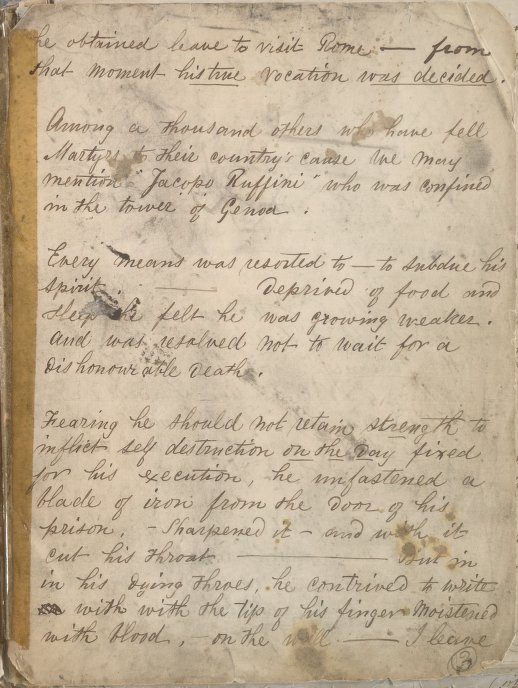 he obtained leave to visit Rome — from
that moment his true vocation was decided.
Among a thousand others who have fell
Martyrs to their country's cause we may
mention "Jacopo Ruffini" who was confined
in the tower of Genoa.
Every means was resorted to — to subdue his
spirit. — Deprived of food and
sleep he felt he was growing weaker.
and was resolved not to wait for a
dishonourable death.
Fearing he should not retain strength to
inflict self destruction on the day fixed
for his execution, he unfastened a
blade of iron from the door of his
prison, - sharpened it - and with it
cut his throat — But in
in his dying throes, he contrived to write
with with the tip of his finger moistened
with blood, - on the wall — I leave
3